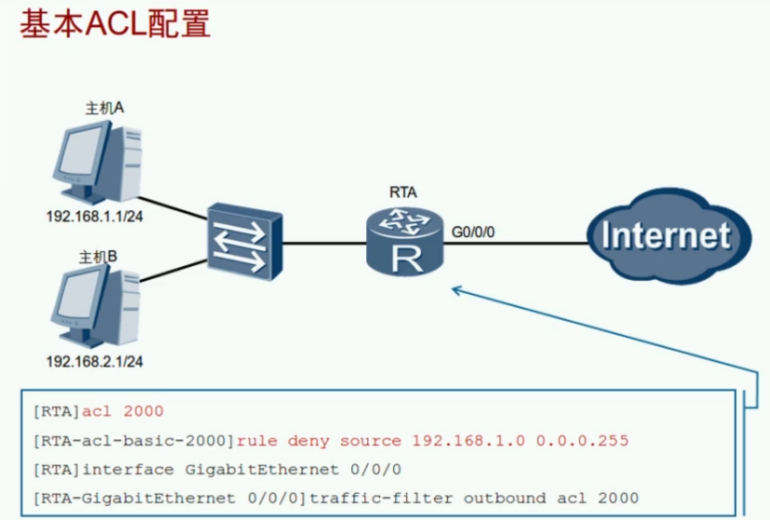 基本ACL配置
主机A
192.168.1.1/24
RTA
G0/0/0
Internet
R
主机B
192.168.2.1/24
[RTA]acl 2000
[RTA-acl-basic-2000]rule deny source 192.168.1.0 0.0.0.255
[RTA]interface GigabitEthernet 0/0/0
[RTA-GigabitEthernet 0/0/0]traffic-filter outbound acl 2000